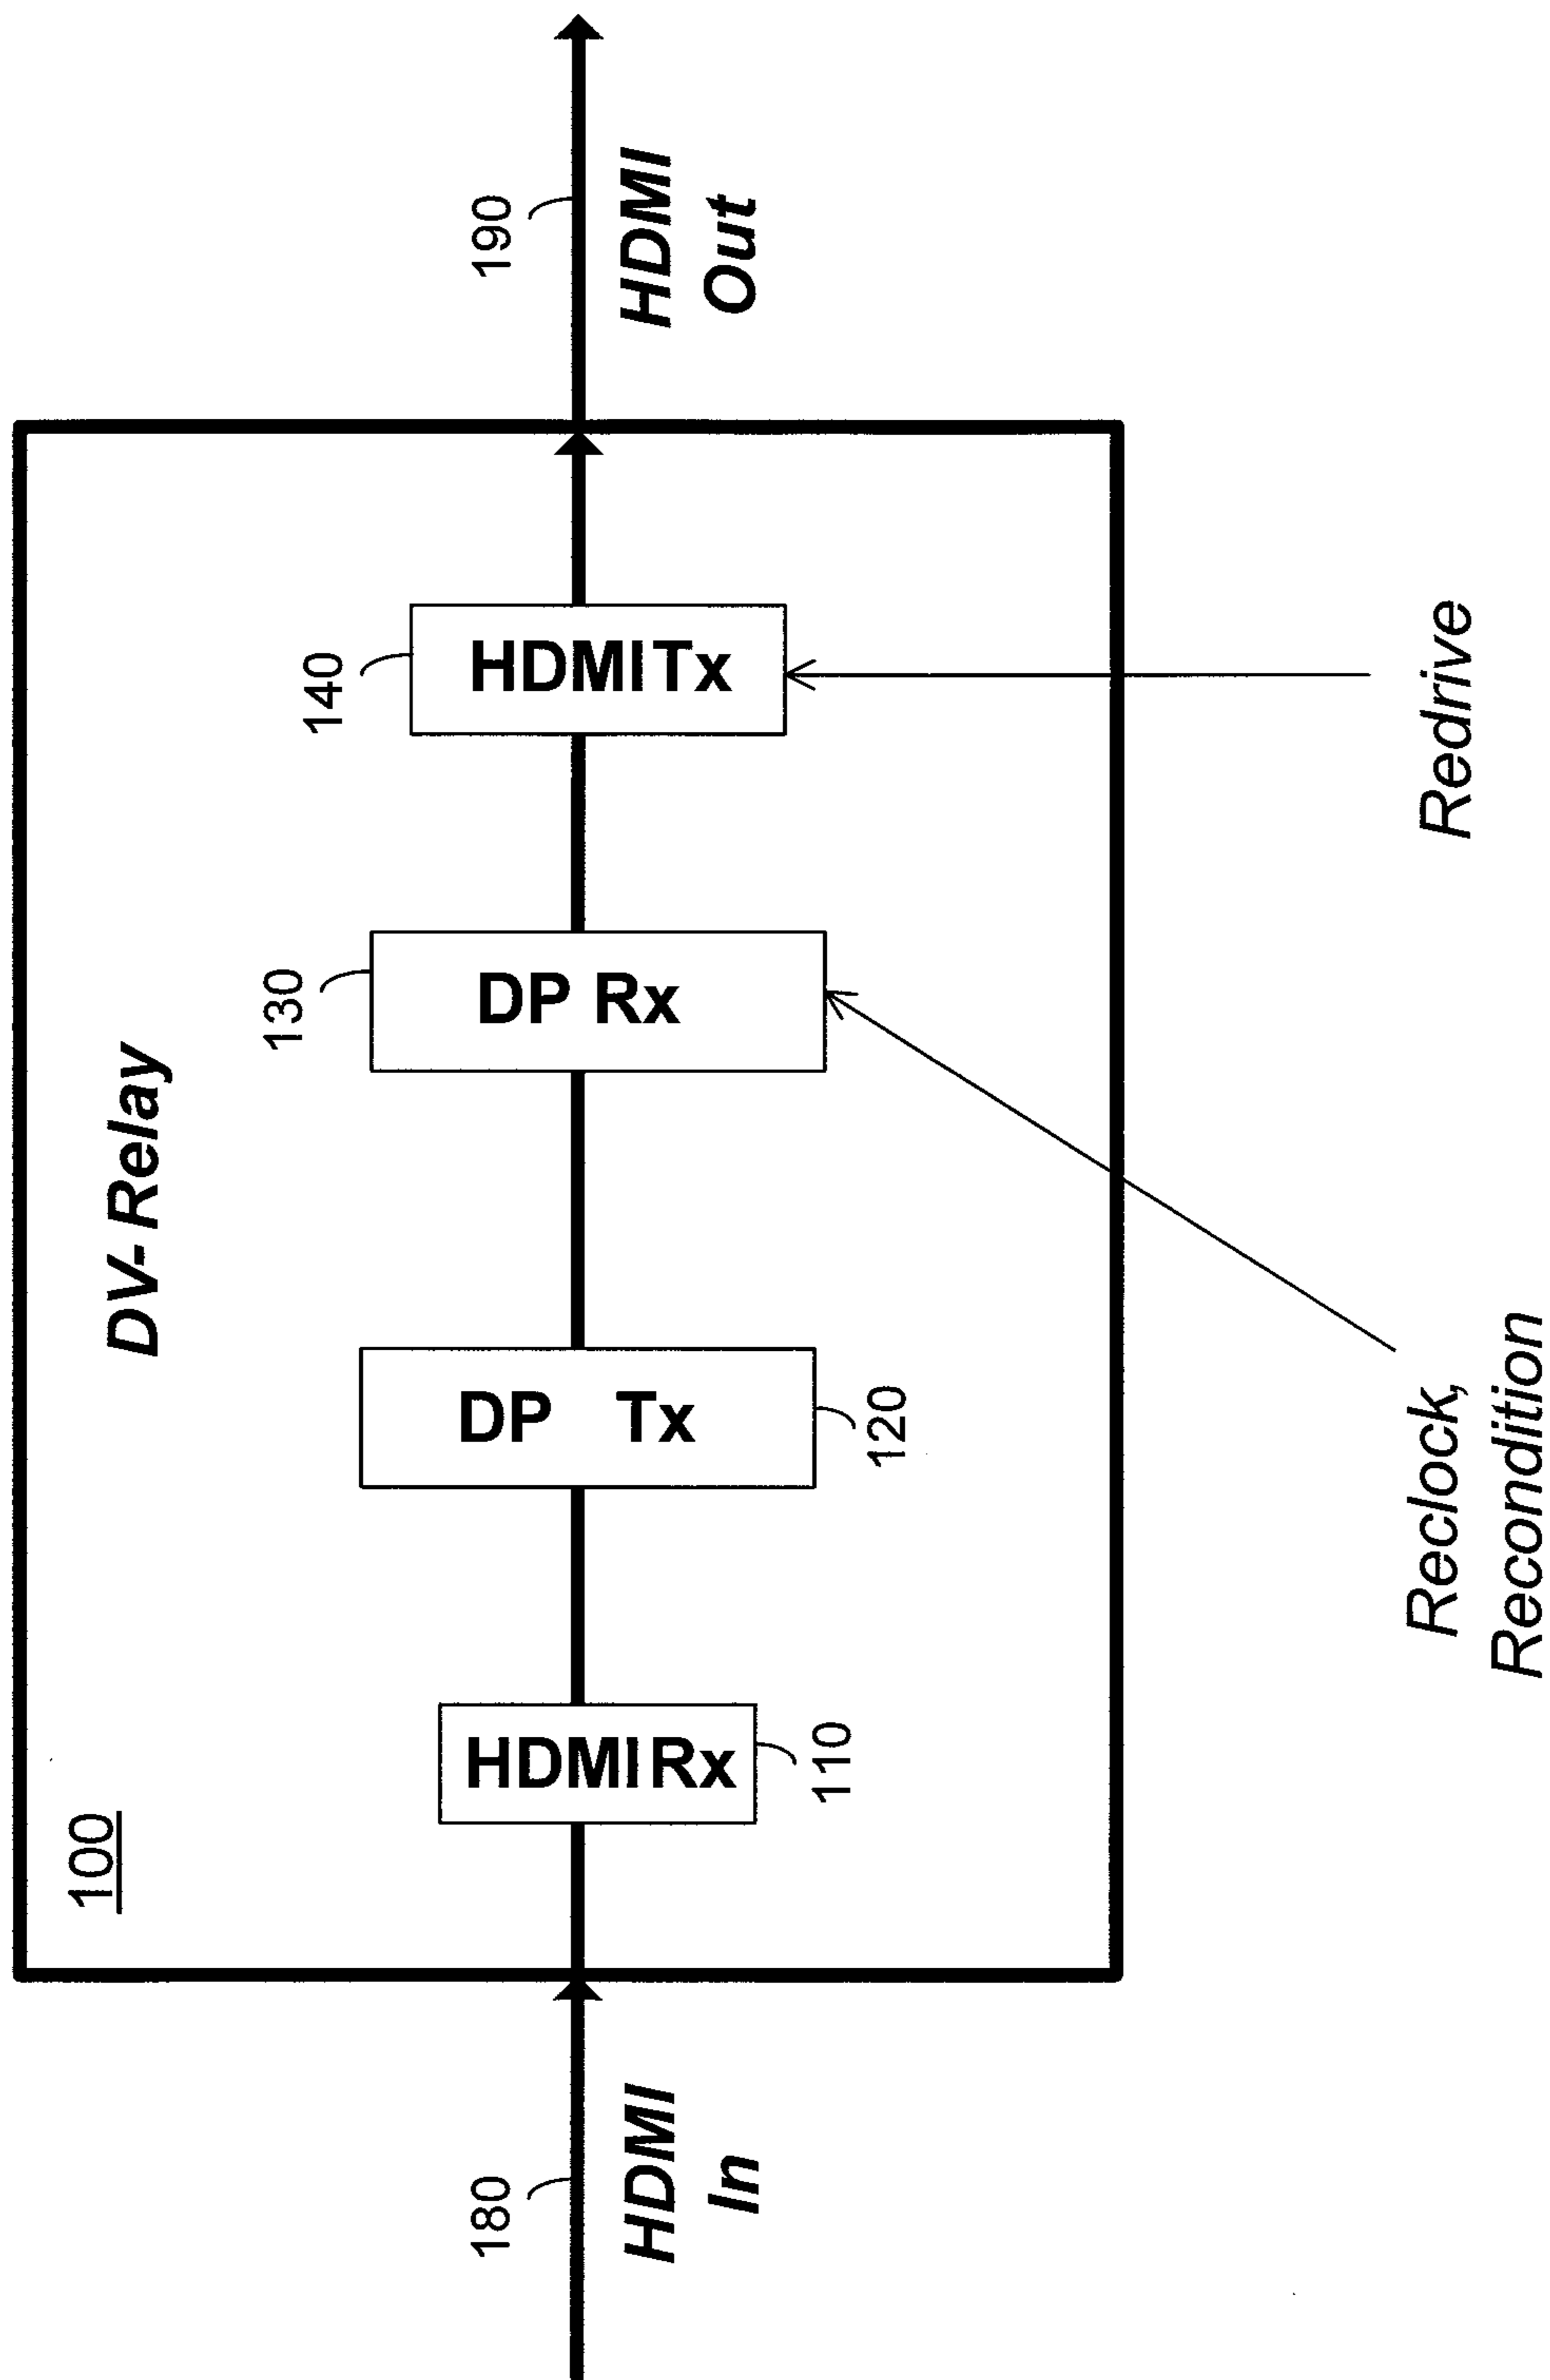 100
DV- Relay
180
HDMI
In
HDMI Rx
110
DP Tx
120
130
DP Rx
140
HDMI Tx
190
HDMI
Out
Reclock,
Recondition
Redrive